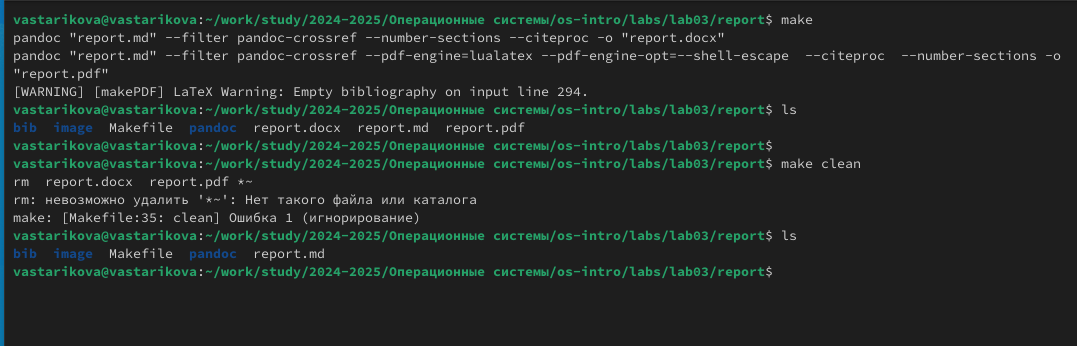 vastarikova@vastarikova:~/work/study/2024-2025/Операционные системы/os-intro/labs/lab03/report$ make
pandoc "report.md" --filter pandoc-crossref --number-sections --citeproc -o "report.docx"
pandoc "report.md" --filter pandoc-crossref --pdf-engine=lualatex --pdf-engine-opt=--shell-escape  --citeproc  --number-sections -o
"report.pdf"
[WARNING] [makePDF] LaTeX Warning: Empty bibliography on input line 294.
vastarikova@vastarikova:~/work/study/2024-2025/Операционные системы/os-intro/labs/lab03/report$ ls
bib  image  Makefile  pandoc  report.docx  report.md  report.pdf
vastarikova@vastarikova:~/work/study/2024-2025/Операционные системы/os-intro/labs/lab03/report$
vastarikova@vastarikova:~/work/study/2024-2025/Операционные системы/os-intro/labs/lab03/report$ make clean
rm  report.docx  report.pdf *~
rm: невозможно удалить '*~': Нет такого файла или каталога
make: [Makefile:35: clean] Ошибка 1 (игнорирование)
vastarikova@vastarikova:~/work/study/2024-2025/Операционные системы/os-intro/labs/lab03/report$ ls
bib  image  Makefile  pandoc  report.md
vastarikova@vastarikova:~/work/study/2024-2025/Операционные системы/os-intro/labs/lab03/report$